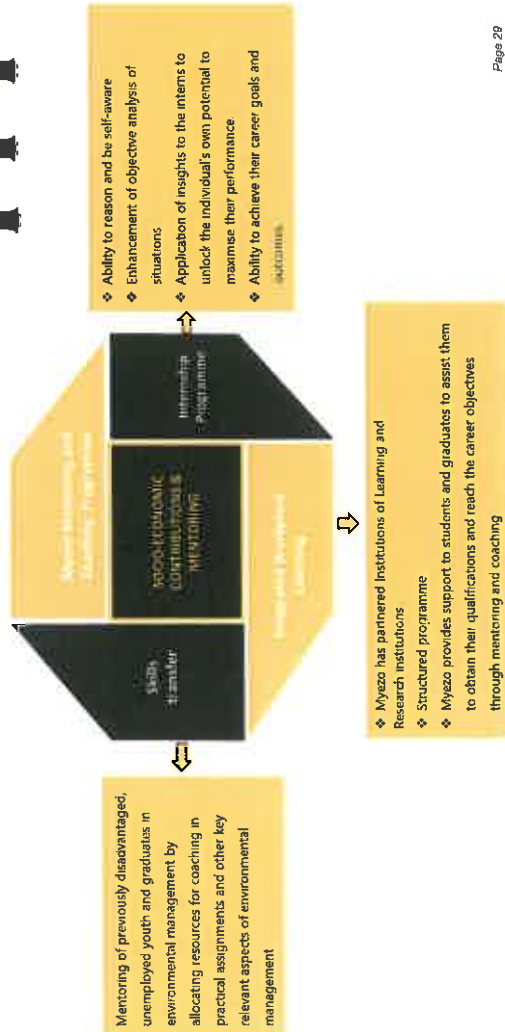 Mentoring of previously disadvantaged,
unemployed youth and graduates in
environmental management by
allocating resources for coaching in
practical assignments and other key
relevant aspects of environmental
management
Skills
transfer
SOCIO-ECONOMIC
CONTRIBUTIONS &
MENTORING
Learning
Internship
Programme
❖ Ability to reason and be self-aware
❖ Enhancement of objective analysis of
situations
❖ Application of insights to the interns to
unlock the individual's own potential to
maximise their performance
❖ Ability to achieve their career goals and
outcomes
❖ Myezo has partnered Institutions of Learning and
Research institutions
❖ Structured programme
❖ Myezo provides support to students and graduates to assist them
to obtain their qualifications and reach the career objectives
through mentoring and coaching
Page 29